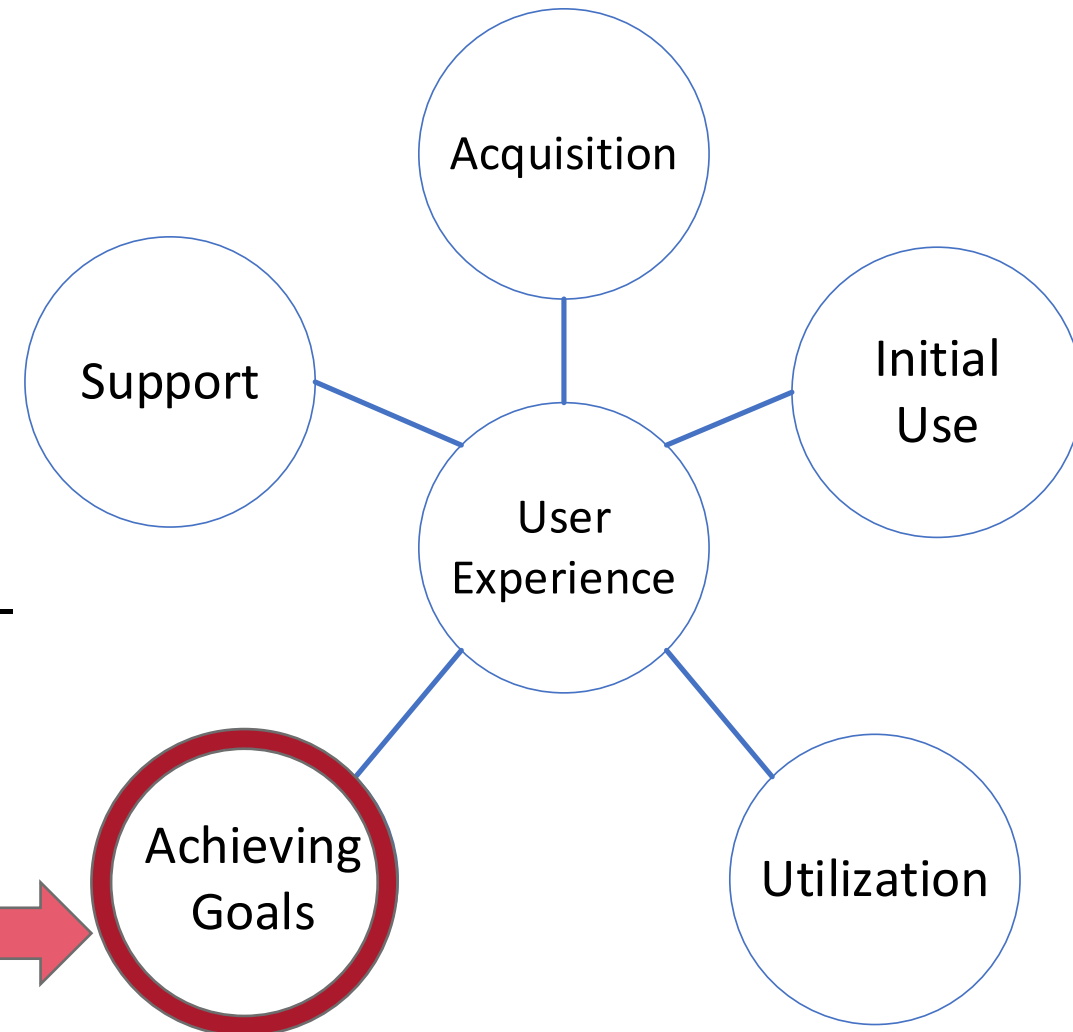 Acquisition
Support
Initial
Use
User
Experience
Achieving
Goals
Utilization